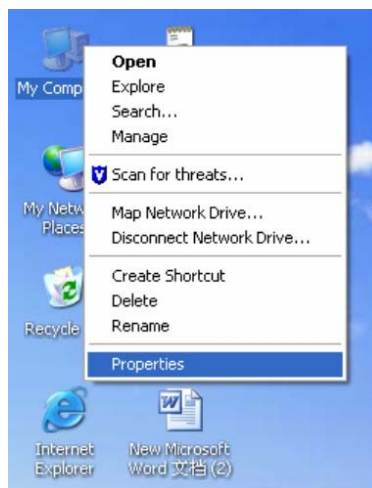 My Comp
Open
Explore
Search...
Manage
Scan for threats...
My Netw
Places
Map Network Drive...
Disconnect Network Drive...
Create Shortcut
Delete
Rename
Recycle
Properties
Internet
Explorer
New Microsoft
Word 文档 (2)